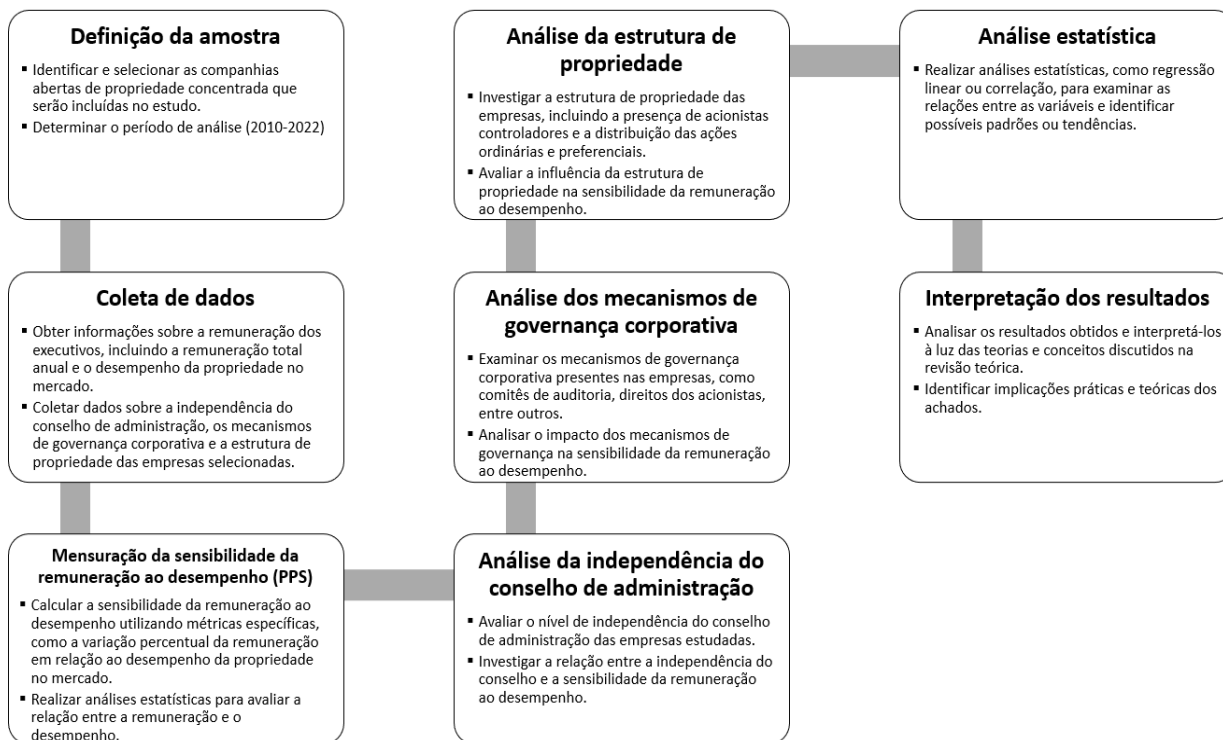 Definição da amostra
▪ Identificar e selecionar as companhias
abertas de propriedade concentrada que
serão incluídas no estudo.
▪ Determinar o período de análise (2010-2022)
Coleta de dados
▪ Obter informações sobre a remuneração dos
executivos, incluindo a remuneração total
anual e o desempenho da propriedade no
mercado.
▪ Coletar dados sobre a independência do
conselho de administração, os mecanismos
de governança corporativa e a estrutura de
propriedade das empresas selecionadas.
Mensuração da sensibilidade da
remuneração ao desempenho (PPS)
▪ Calcular a sensibilidade da remuneração ao
desempenho utilizando métricas específicas,
como a variação percentual da remuneração
em relação ao desempenho da propriedade
no mercado.
▪ Realizar análises estatísticas para avaliar a
relação entre a remuneração e o
desempenho.
Análise da independência do
conselho de administração
▪ Avaliar o nível de independência do conselho
de administração das empresas estudadas.
▪ Investigar a relação entre a independência do
conselho e a sensibilidade da remuneração
ao desempenho.
Análise dos mecanismos de
governança corporativa
▪ Examinar os mecanismos de governança
corporativa presentes nas empresas, como
comitês de auditoria, direitos dos acionistas,
entre outros.
▪ Analisar o impacto dos mecanismos de
governança na sensibilidade da remuneração
ao desempenho.
Análise da estrutura de
propriedade
▪ Investigar a estrutura de propriedade das
empresas, incluindo a presença de acionistas
controladores e a distribuição das ações
ordinárias e preferenciais.
▪ Avaliar a influência da estrutura de
propriedade na sensibilidade da remuneração
ao desempenho.
Análise estatística
▪ Realizar análises estatísticas, como regressão
linear ou correlação, para examinar as
relações entre as variáveis e identificar
possíveis padrões ou tendências.
Interpretação dos resultados
▪ Analisar os resultados obtidos e interpretá-los
à luz das teorias e conceitos discutidos na
revisão teórica.
▪ Identificar implicações práticas e teóricas dos
achados.